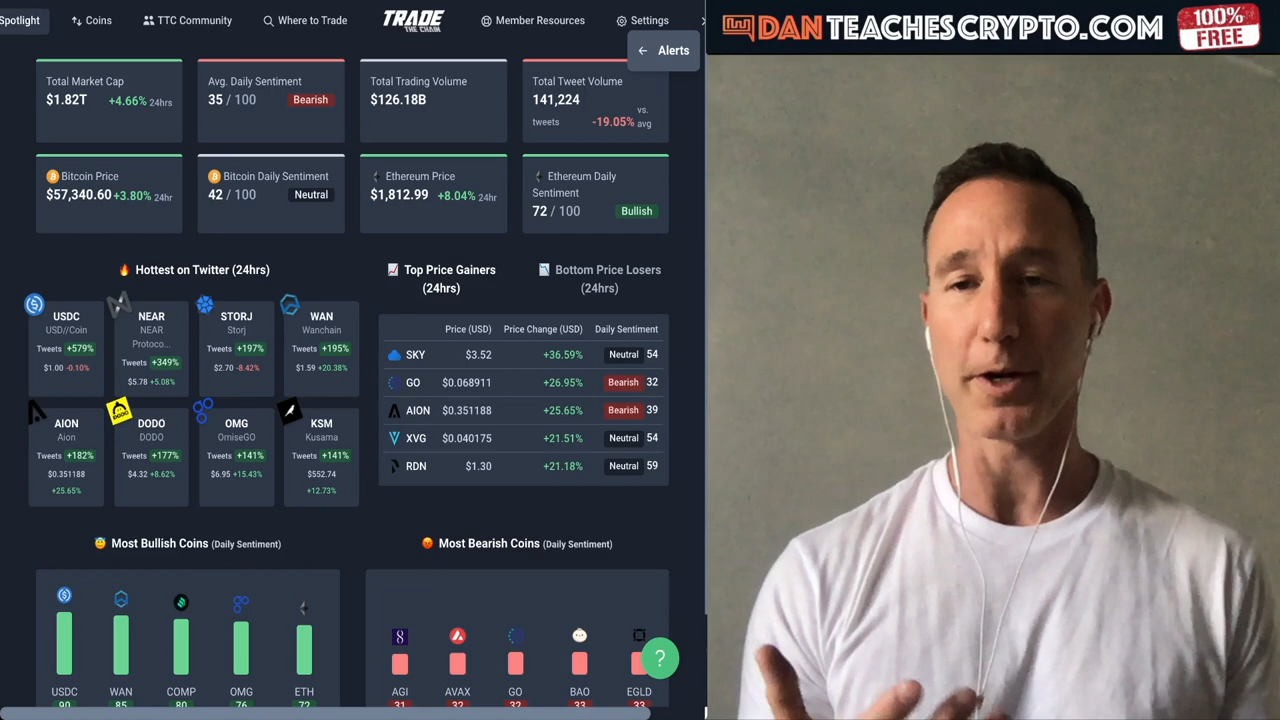 Spotlight
Coins
TTC Community
Where to Trade
TRADE
THE CHAIN
Member Resources
Settings
Alerts
DANTEACHESCRYPTO.COM
100%
FREE
Total Market Cap
$1.82T +4.66% 24hrs
Avg. Daily Sentiment
35 / 100 Bearish
Total Trading Volume
$126.18B
Total Tweet Volume
141,224
tweets -19.05% vs. avg
Bitcoin Price
$57,340.60 +3.80% 24hr
Bitcoin Daily Sentiment
42 / 100 Neutral
Ethereum Price
$1,812.99 +8.04% 24hr
Ethereum Daily
Sentiment
72 / 100 Bullish
Hottest on Twitter (24hrs)
USDC
USD//Coin
Tweets +579%
$1.00 -0.10%
NEAR
NEAR
Protoco...
Tweets +349%
$5.78 +5.08%
STORJ
Storj
Tweets +197%
$2.70 -8.42%
WAN
Wanchain
Tweets +195%
$1.59 +20.38%
AION
Aion
Tweets +182%
$0.351188
+25.65%
DODO
DODO
DODO
Tweets +177%
$4.32 +8.62%
OMG
OmiseGO
Tweets +141%
$6.95 +15.43%
KSM
Kusama
Tweets +141%
$552.74
+12.73%
Top Price Gainers
(24hrs)
Bottom Price Losers
(24hrs)
Price (USD) Price Change (USD) Daily Sentiment
SKY $3.52 +36.59% Neutral 54
GO $0.068911 +26.95% Bearish 32
AION $0.351188 +25.65% Bearish 39
XVG $0.040175 +21.51% Neutral 54
RDN $1.30 +21.18% Neutral 59
Most Bullish Coins (Daily Sentiment)
USDC WAN COMP OMG ETH
90 85 80 76 72
Most Bearish Coins (Daily Sentiment)
?
AGI AVAX GO BAO EGLD
31 32 32 33 33